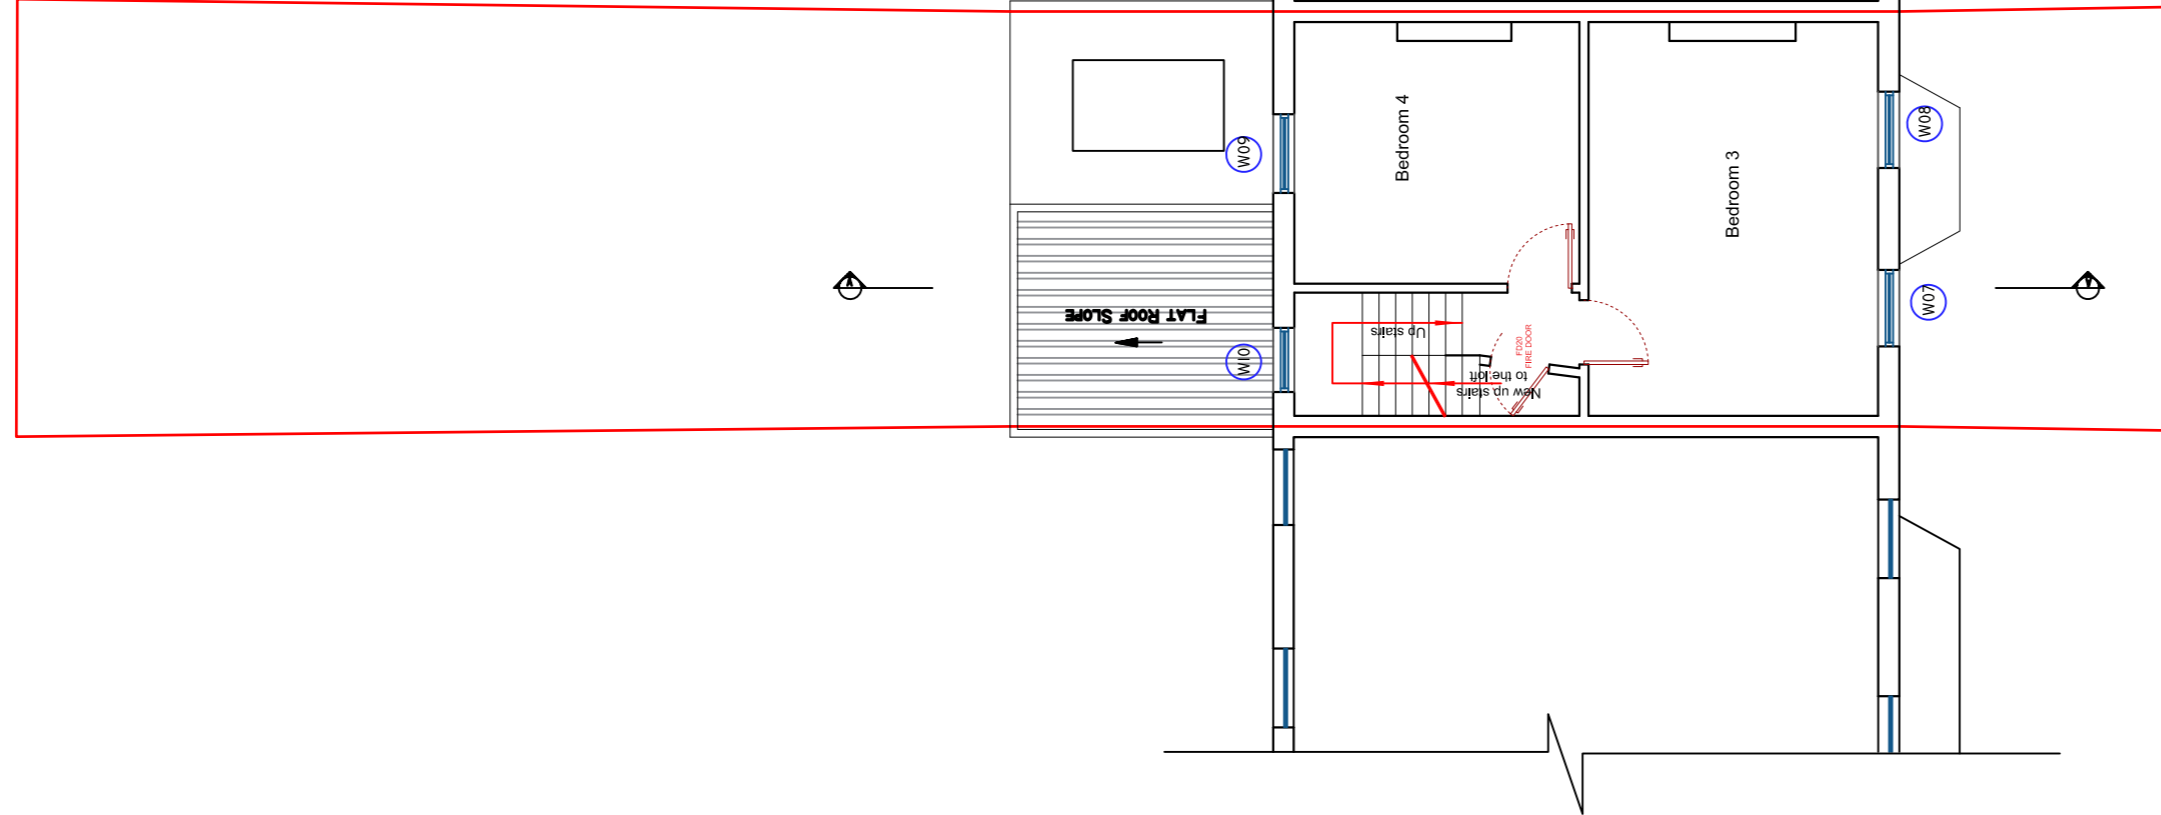 W09
Bedroom 4
Bedroom 3
W08
W07
FLAT ROOF SLOPE
W10
Up stairs
FD20
FIRE DOOR
New up stairs
to the loft
A
A